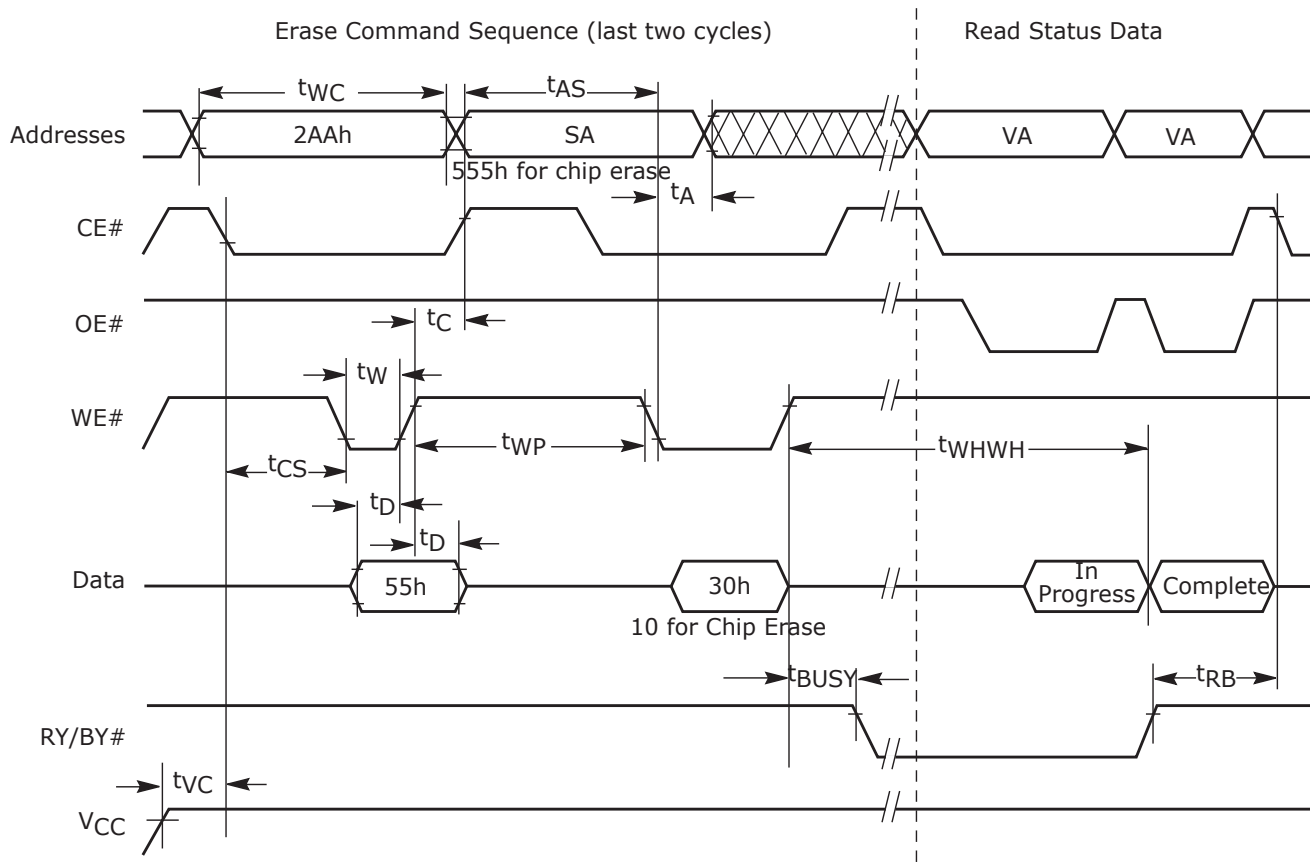 Erase Command Sequence (last two cycles)
Read Status Data
tWC
tAS
Addresses
2AAh
SA
VA
VA
555h for chip erase
tA
CE#
OE#
tC
tW
WE#
tWP
tWHWH
tCS
tD
tD
Data
55h
30h
In
Progress
Complete
10 for Chip Erase
tBUSY
tRB
RY/BY#
tVC
VCC